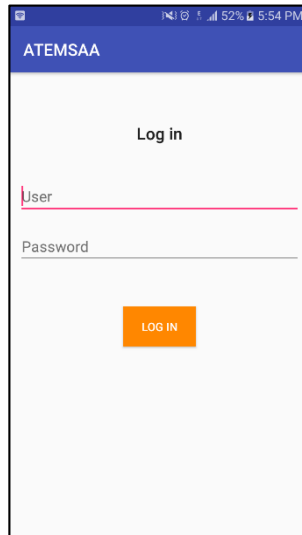 52% 5:54 PM
ATEMSAA
Log in
User
Password
LOG IN